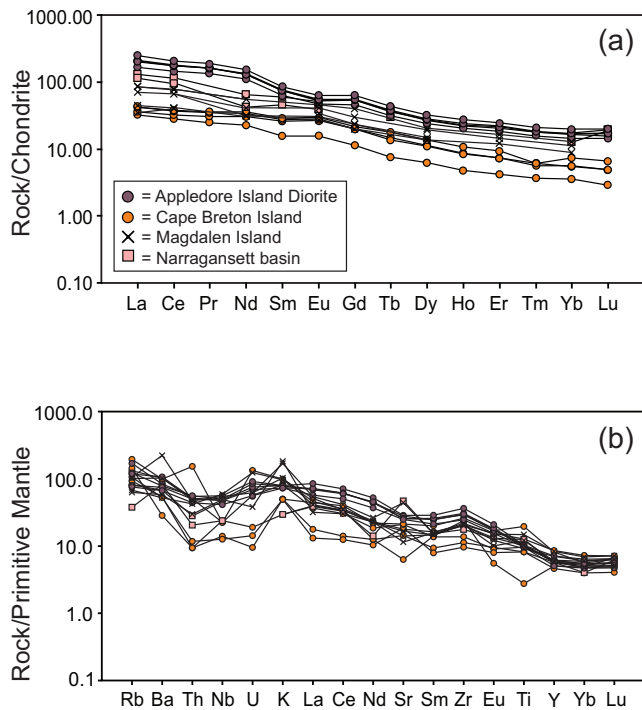 (a)
Rock/Chondrite
1000.00
100.00
10.00
1.00
0.10
= Appledore Island Diorite
= Cape Breton Island
= Magdalen Island
= Narragansett basin
La Ce Pr Nd Sm Eu Gd Tb Dy Ho Er Tm Yb Lu
(b)
Rock/Primitive Mantle
1000.0
100.0
10.0
1.0
0.1
Rb Ba Th Nb U K La Ce Nd Sr Sm Zr Eu Ti Y Yb Lu